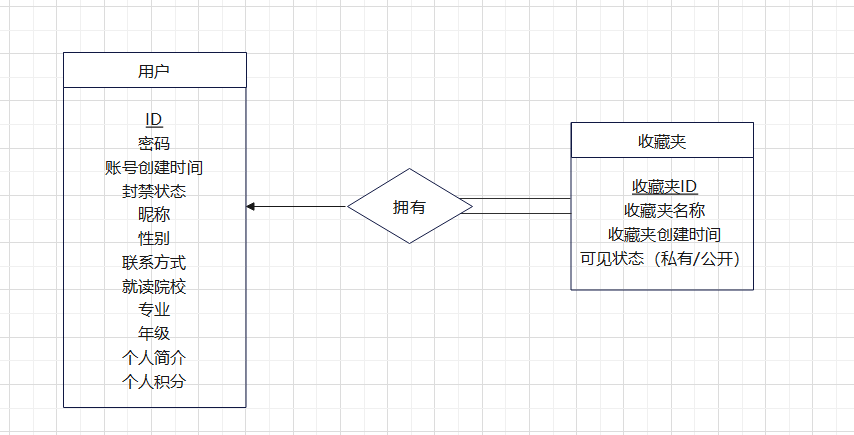 用户
ID
密码
账号创建时间
封禁状态
昵称
性别
联系方式
就读院校
专业
年级
个人简介
个人积分
拥有
收藏夹
收藏夹ID
收藏夹名称
收藏夹创建时间
可见状态（私有/公开）